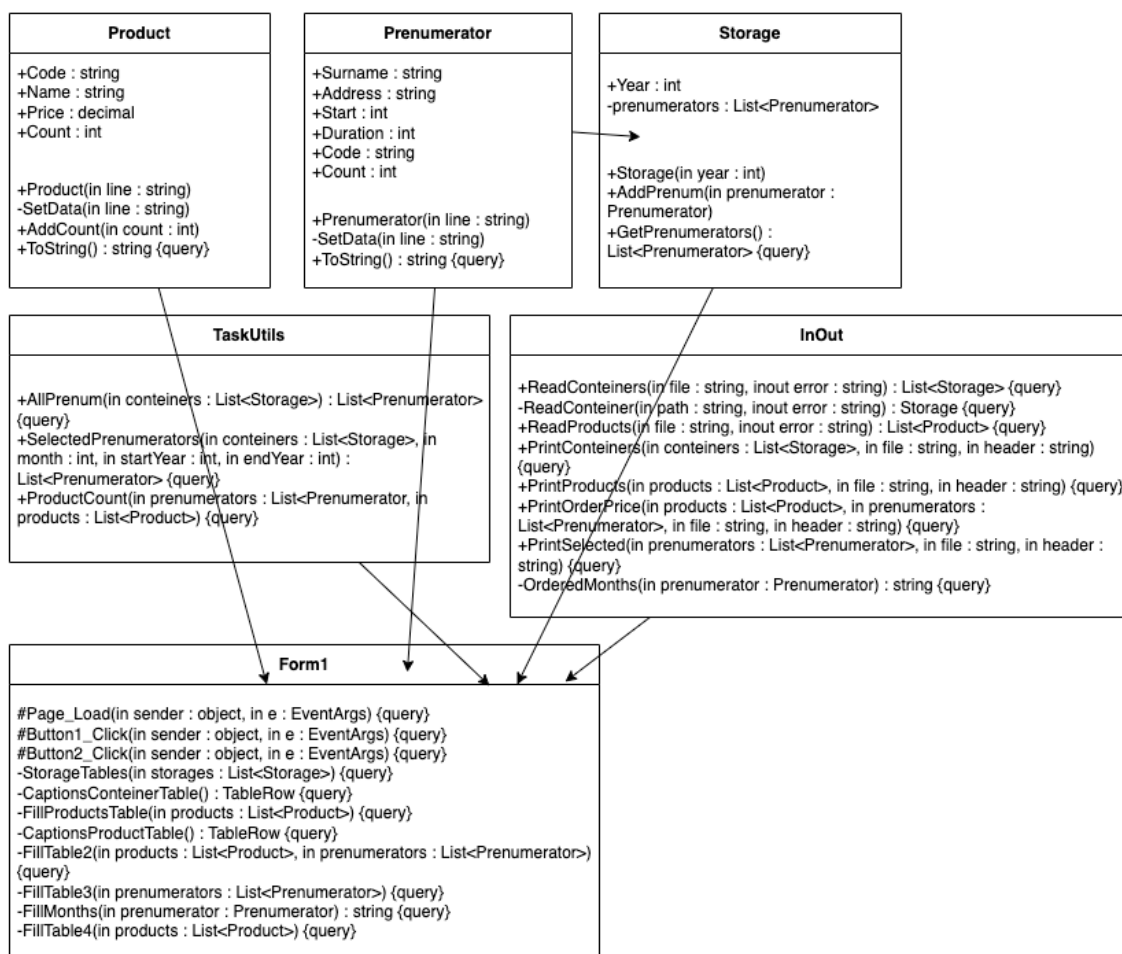 Product
+Code : string
+Name : string
+Price : decimal
+Count : int
+Product(in line : string)
-SetData(in line : string)
+AddCount(in count : int)
+ToString() : string {query}
Prenumerator
+Surname : string
+Address : string
+Start : int
+Duration : int
+Code : string
+Count : int
+Prenumerator(in line : string)
-SetData(in line : string)
+ToString() : string {query}
Storage
+Year : int
-prenumerators : List<Prenumerator>
+Storage(in year : int)
+AddPrenum(in prenumerator :
Prenumerator)
+GetPrenumerators() :
List<Prenumerator> {query}
TaskUtils
+AllPrenum(in conteiners : List<Storage>) : List<Prenumerator>
{query}
+SelectedPrenumerators(in conteiners : List<Storage>, in
month : int, in startYear : int, in endYear : int) :
List<Prenumerator> {query}
+ProductCount(in prenumerators : List<Prenumerator, in
products : List<Product>) {query}
InOut
+ReadConteiners(in file : string, inout error : string) : List<Storage> {query}
-ReadConteiner(in path : string, inout error : string) : Storage {query}
+ReadProducts(in file : string, inout error : string) : List<Product> {query}
+PrintConteiners(in conteiners : List<Storage>, in file : string, in header : string)
{query}
+PrintProducts(in products : List<Product>, in file : string, in header : string) {query}
+PrintOrderPrice(in products : List<Product>, in prenumerators :
List<Prenumerator>, in file : string, in header : string) {query}
+PrintSelected(in prenumerators : List<Prenumerator>, in file : string, in header :
string) {query}
-OrderedMonths(in prenumerator : Prenumerator) : string {query}
Form1
#Page_Load(in sender : object, in e : EventArgs) {query}
#Button1_Click(in sender : object, in e : EventArgs) {query}
#Button2_Click(in sender : object, in e : EventArgs) {query}
-StorageTables(in storages : List<Storage>) {query}
-CaptionsConteinerTable() : TableRow {query}
-FillProductsTable(in products : List<Product>) {query}
-CaptionsProductTable() : TableRow {query}
-FillTable2(in products : List<Product>, in prenumerators : List<Prenumerator>)
{query}
-FillTable3(in prenumerators : List<Prenumerator>) {query}
-FillMonths(in prenumerator : Prenumerator) : string {query}
-FillTable4(in products : List<Product>) {query}